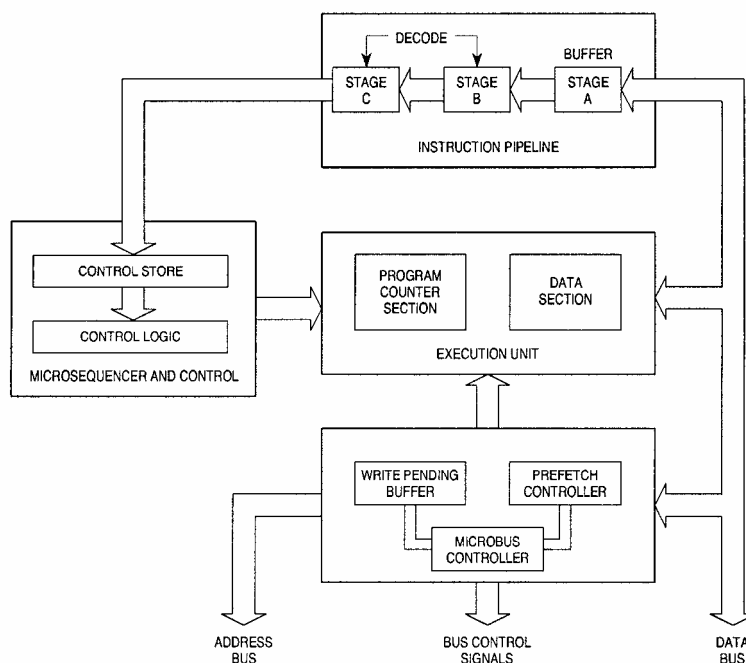 DECODE
BUFFER
STAGE
C
STAGE
B
STAGE
A
INSTRUCTION PIPELINE
CONTROL STORE
CONTROL LOGIC
MICROSEQUENCER AND CONTROL
PROGRAM
COUNTER
SECTION
DATA
SECTION
EXECUTION UNIT
WRITE PENDING
BUFFER
PREFETCH
CONTROLLER
MICROBUS
CONTROLLER
ADDRESS
BUS
BUS CONTROL
SIGNALS
DATA
BUS